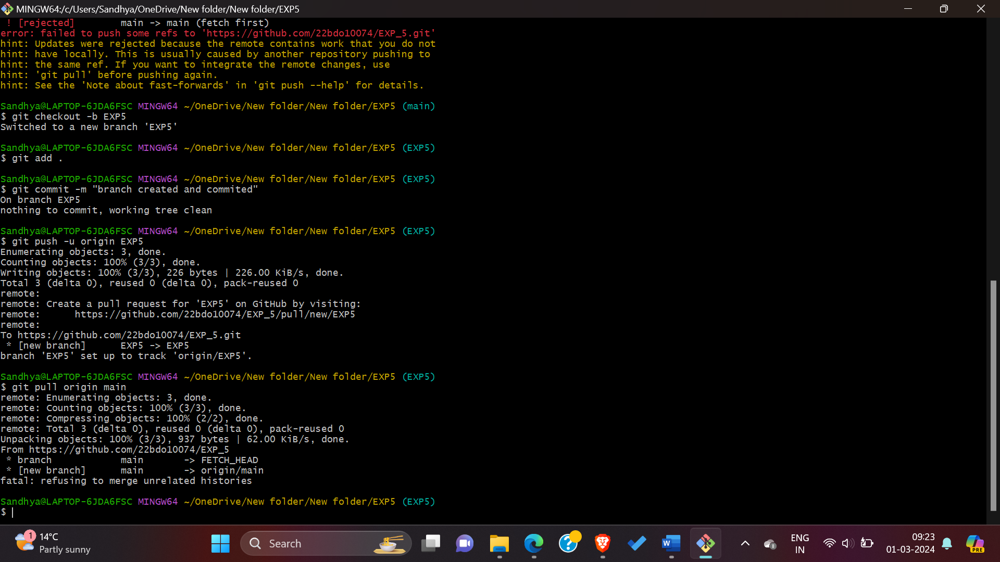 MINGW64:/c/Users/Sandhya/OneDrive/New folder/New folder/EXP5
! [rejected]        main -> main (fetch first)
error: failed to push some refs to 'https://github.com/22bdo10074/EXP_5.git'
hint: Updates were rejected because the remote contains work that you do not
hint: have locally. This is usually caused by another repository pushing to
hint: the same ref. If you want to integrate the remote changes, use
hint: 'git pull' before pushing again.
hint: See the 'Note about fast-forwards' in 'git push --help' for details.
Sandhya@LAPTOP-6JDA6FSC MINGW64 ~/OneDrive/New folder/New folder/EXP5 (main)
$ git checkout -b EXP5
Switched to a new branch 'EXP5'
Sandhya@LAPTOP-6JDA6FSC MINGW64 ~/OneDrive/New folder/New folder/EXP5 (EXP5)
$ git add .
Sandhya@LAPTOP-6JDA6FSC MINGW64 ~/OneDrive/New folder/New folder/EXP5 (EXP5)
$ git commit -m "branch created and commited"
On branch EXP5
nothing to commit, working tree clean
Sandhya@LAPTOP-6JDA6FSC MINGW64 ~/OneDrive/New folder/New folder/EXP5 (EXP5)
$ git push -u origin EXP5
Enumerating objects: 3, done.
Counting objects: 100% (3/3), done.
Writing objects: 100% (3/3), 226 bytes | 226.00 KiB/s, done.
Total 3 (delta 0), reused 0 (delta 0), pack-reused 0
remote:
remote: Create a pull request for 'EXP5' on GitHub by visiting:
remote:      https://github.com/22bdo10074/EXP_5/pull/new/EXP5
remote:
To https://github.com/22bdo10074/EXP_5.git
* [new branch]      EXP5 -> EXP5
branch 'EXP5' set up to track 'origin/EXP5'.
Sandhya@LAPTOP-6JDA6FSC MINGW64 ~/OneDrive/New folder/New folder/EXP5 (EXP5)
$ git pull origin main
remote: Enumerating objects: 3, done.
remote: Counting objects: 100% (3/3), done.
remote: Compressing objects: 100% (2/2), done.
remote: Total 3 (delta 0), reused 0 (delta 0), pack-reused 0
Unpacking objects: 100% (3/3), 937 bytes | 62.00 KiB/s, done.
From https://github.com/22bdo10074/EXP_5
* branch            main       -> FETCH_HEAD
* [new branch]      main       -> origin/main
fatal: refusing to merge unrelated histories
Sandhya@LAPTOP-6JDA6FSC MINGW64 ~/OneDrive/New folder/New folder/EXP5 (EXP5)
$
1
14°C
Partly sunny
Search
W
ENG
IN
09:23
01-03-2024
PRE